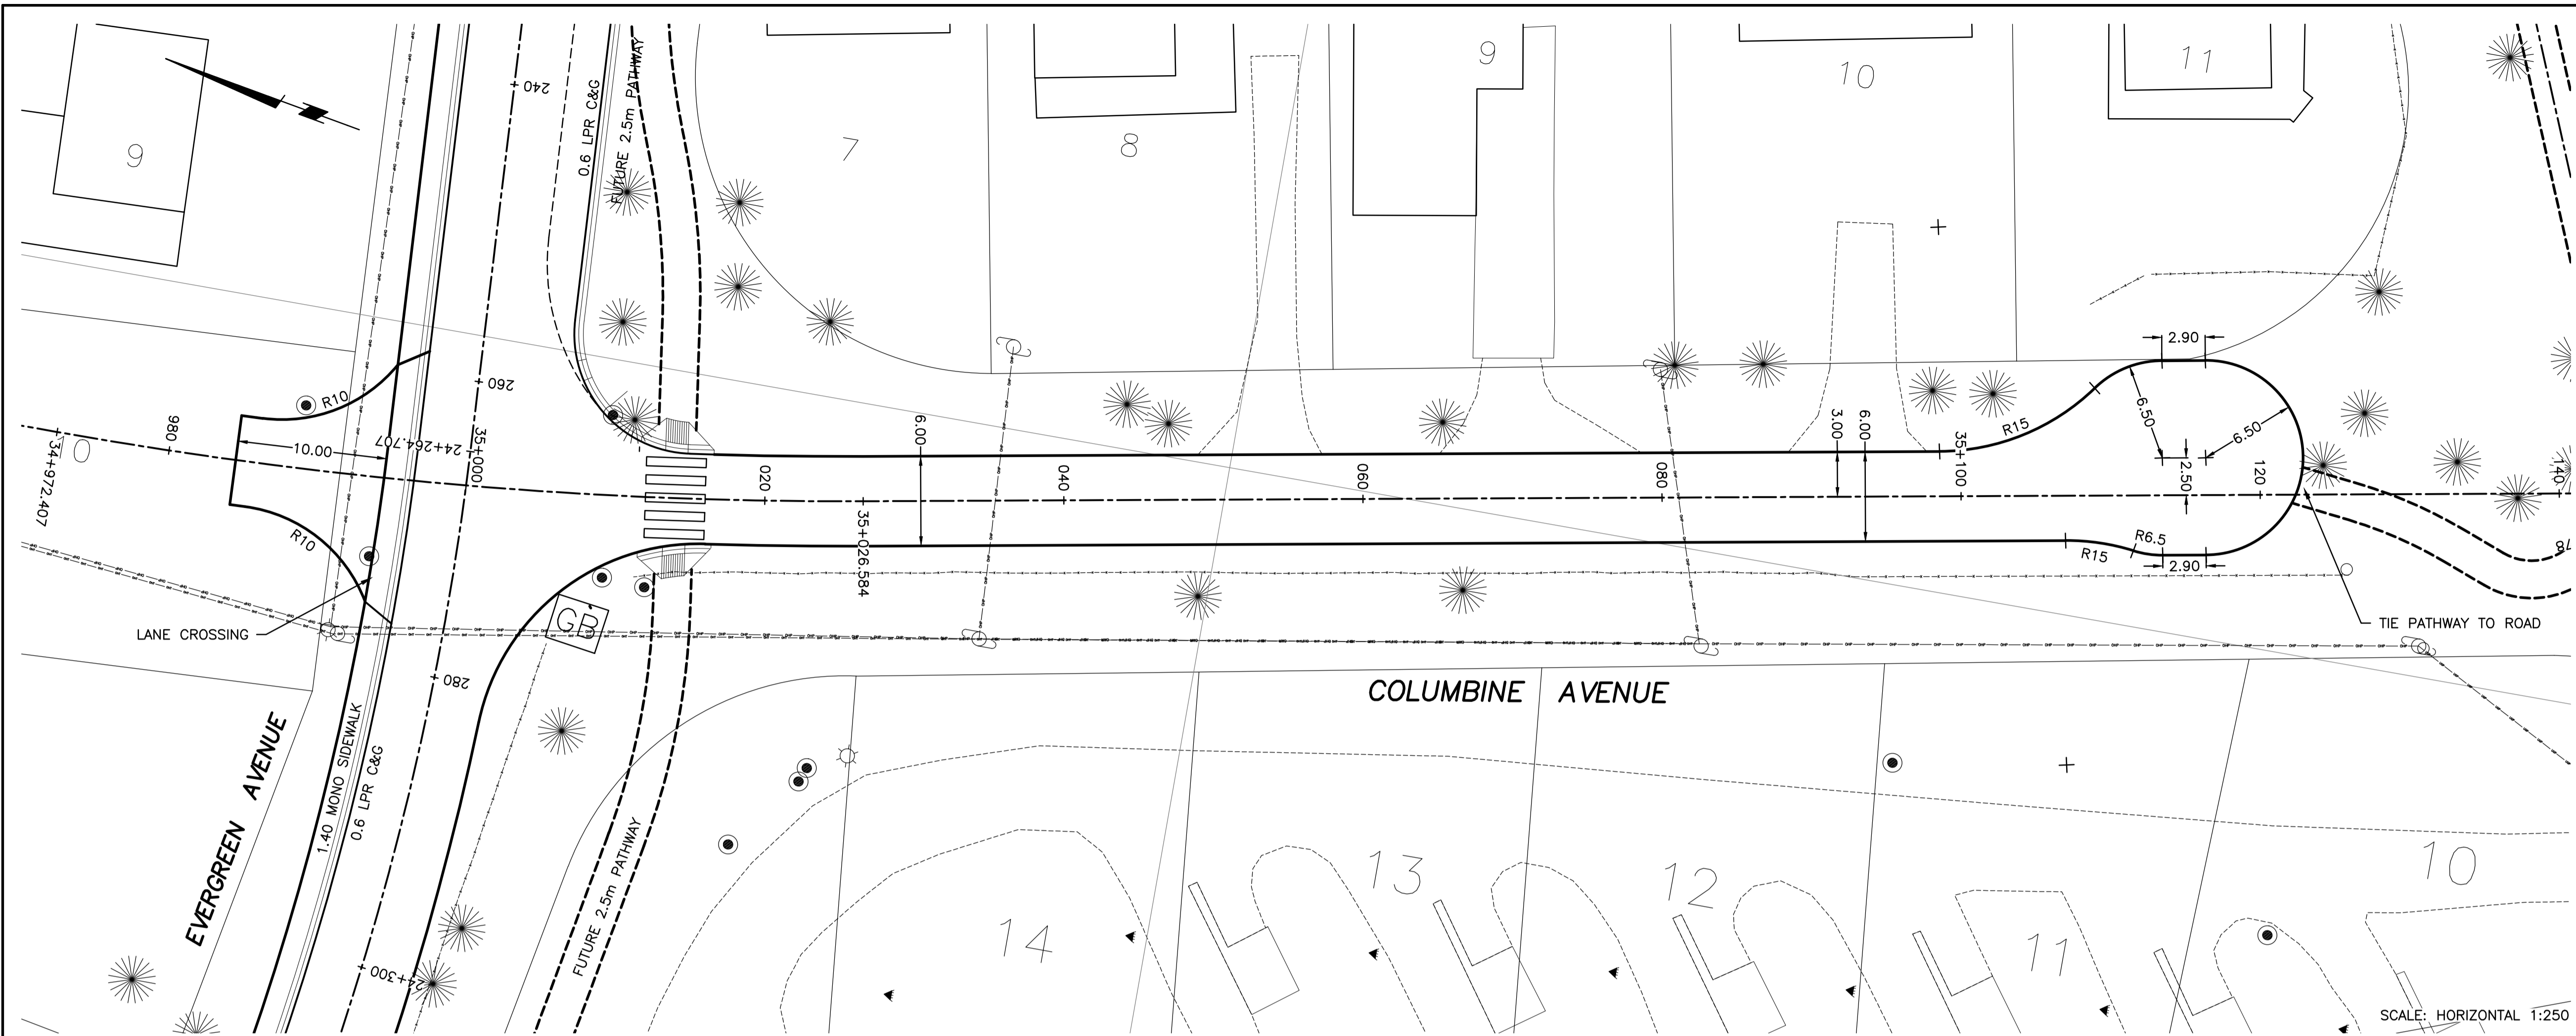 9
240
0.6 LPR C&G
FUTURE 2.5m PATHWAY
7
8
9
10
11
2.90
260
R10
980
10.00
24+264.707
35+000
34+972.407
0
6.00
020
040
060
080
3.00
6.00
35+100
R15
6.50
6.50
2.50
120
140
35+026.584
R10
R15
R6.5
2.90
GB
LANE CROSSING
TIE PATHWAY TO ROAD
280
COLUMBINE AVENUE
EVERGREEN AVENUE
1.40 MONO SIDEWALK
0.6 LPR C&G
FUTURE 2.5m PATHWAY
24+300
14
13
12
11
10
SCALE: HORIZONTAL 1:250